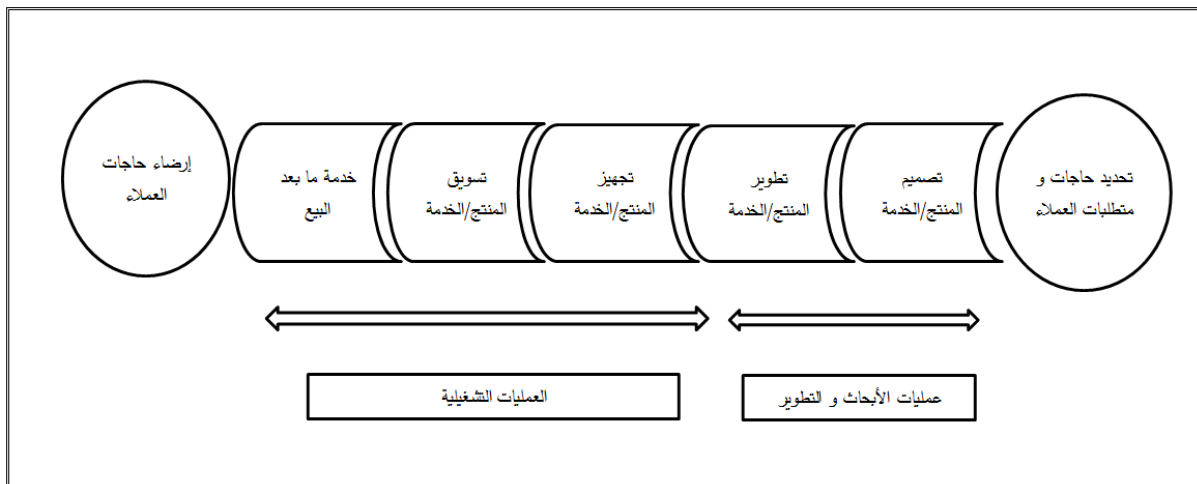 تحديد حاجات و
متطلبات العملاء
تصميم
المنتج/الخدمة
تطوير
المنتج/الخدمة
تجهيز
المنتج/الخدمة
تسويق
المنتج/الخدمة
خدمة ما بعد
البيع
إرضاء حاجات
العملاء
عمليات الأبحاث و التطوير
العمليات التشغيلية